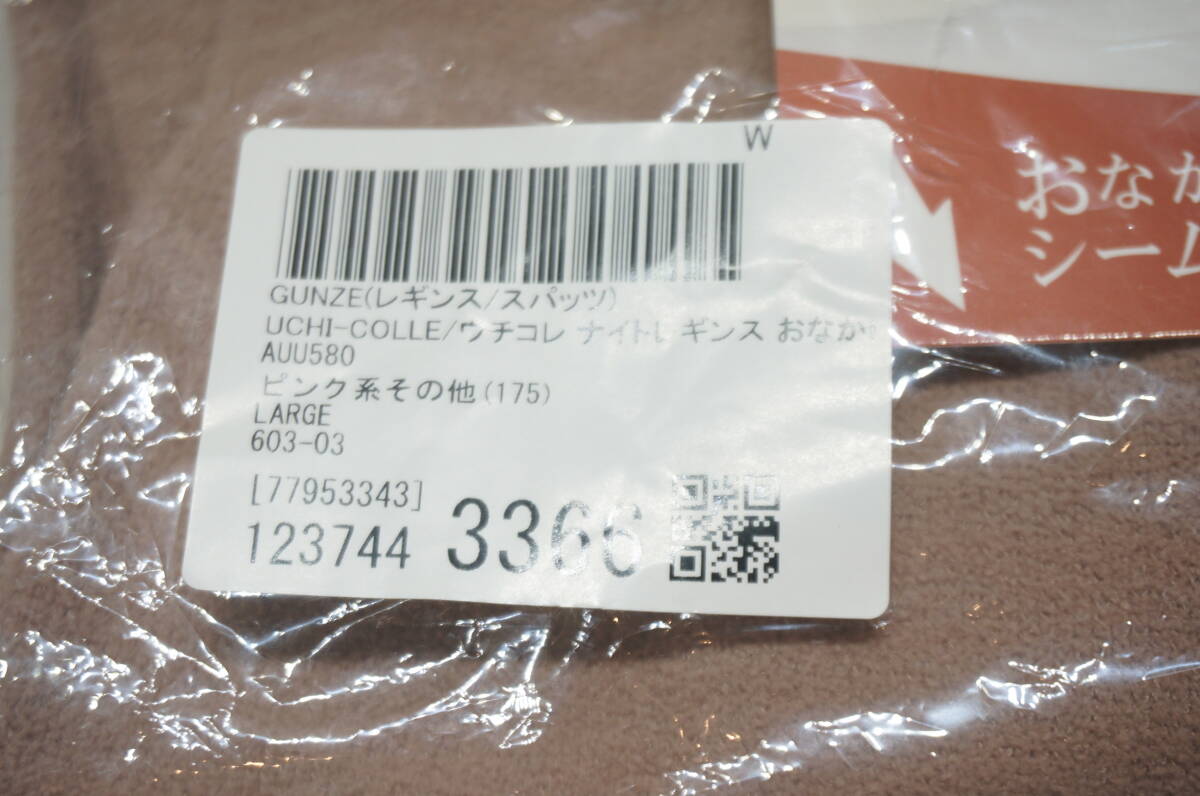 W
GUNZE(レギンス/スパッツ)
UCHI-COLLE/ウチコレ ナイトレギンス おなか
AUU580
ピンク系その他(175)
LARGE
603-03
[77953343]
123744 3366
おなか
シーム